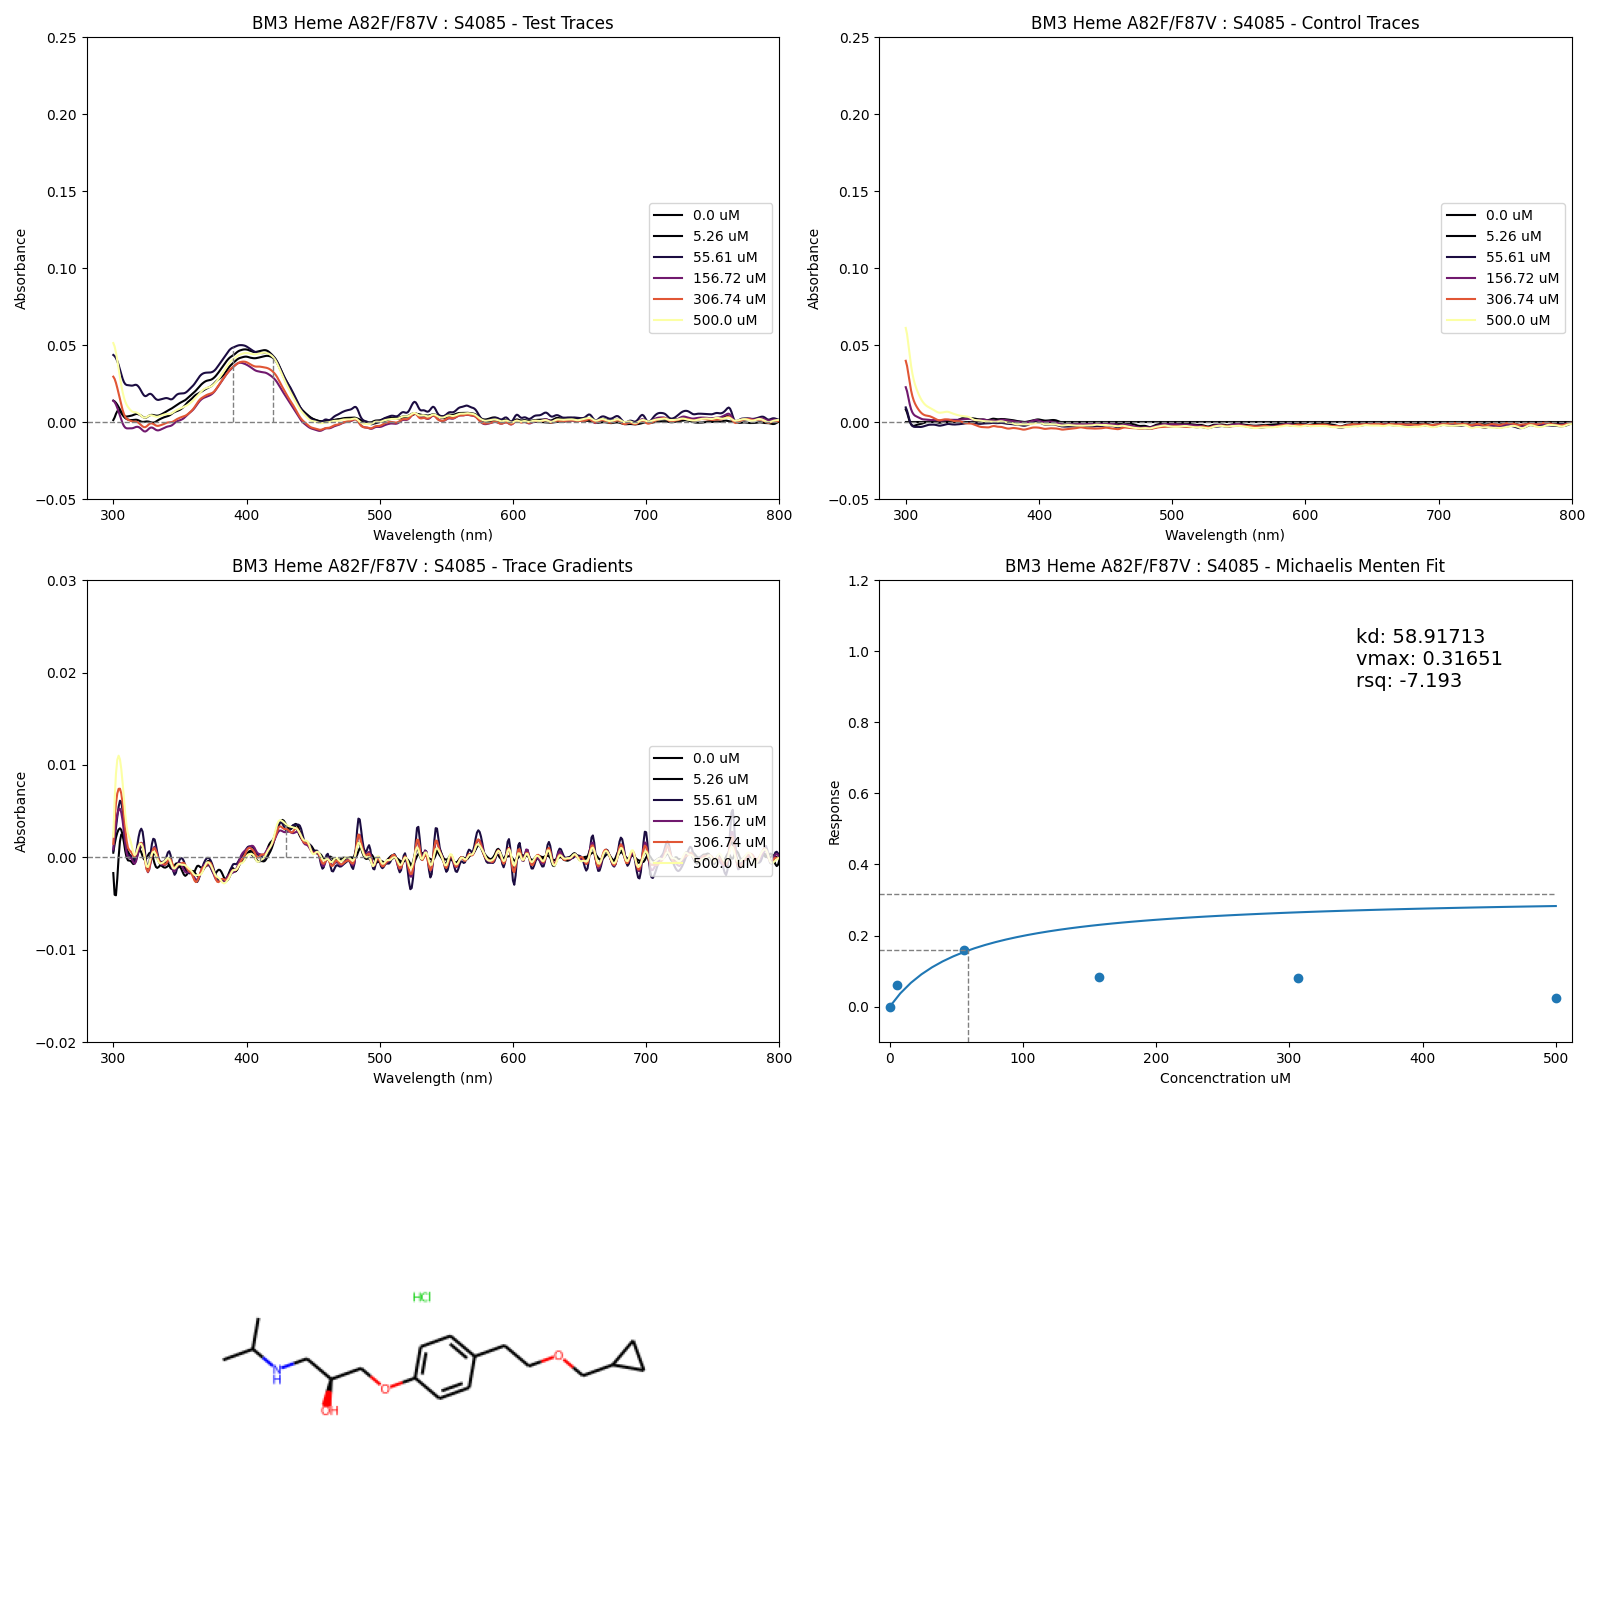 BM3 Heme A82F/F87V : S4085 - Test Traces
0.25
0.20
0.15
0.10
0.05
0.00
−0.05
Absorbance
300 400 500 600 700 800
Wavelength (nm)
0.0 uM
5.26 uM
55.61 uM
156.72 uM
306.74 uM
500.0 uM
BM3 Heme A82F/F87V : S4085 - Control Traces
0.25
0.20
0.15
0.10
0.05
0.00
−0.05
Absorbance
300 400 500 600 700 800
Wavelength (nm)
0.0 uM
5.26 uM
55.61 uM
156.72 uM
306.74 uM
500.0 uM
BM3 Heme A82F/F87V : S4085 - Trace Gradients
0.03
0.02
0.01
0.00
−0.01
−0.02
Absorbance
300 400 500 600 700 800
Wavelength (nm)
0.0 uM
5.26 uM
55.61 uM
156.72 uM
306.74 uM
500.0 uM
BM3 Heme A82F/F87V : S4085 - Michaelis Menten Fit
1.2
1.0
0.8
0.6
0.4
0.2
0.0
Response
kd: 58.91713
vmax: 0.31651
rsq: -7.193
0 100 200 300 400 500
Concenctration uM
HCl
O
N
H
O
OH